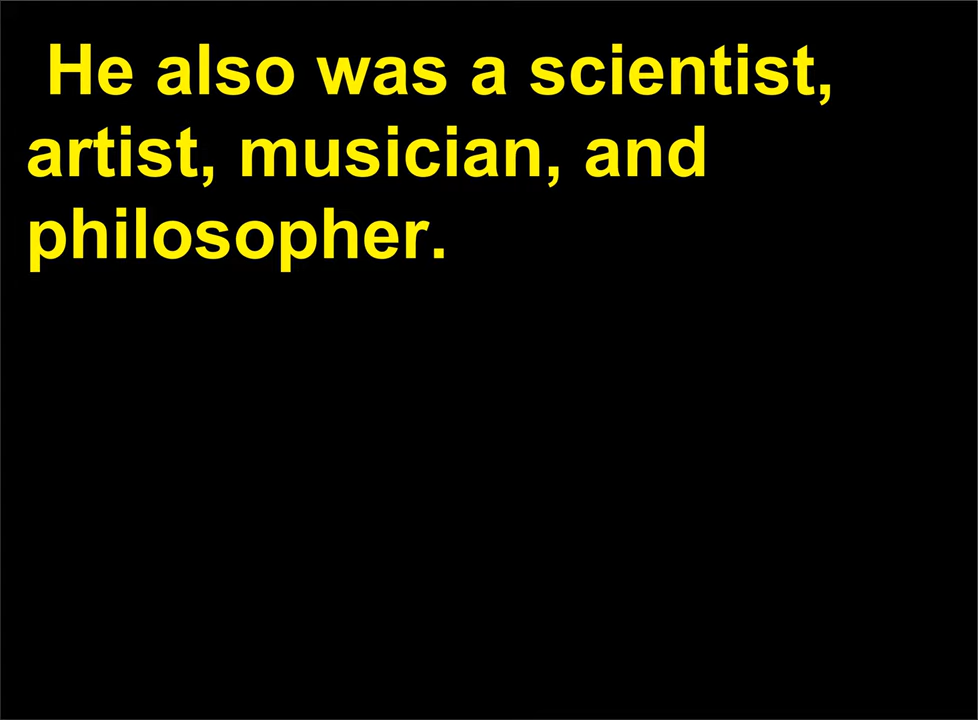 He also was a scientist,
artist, musician, and
philosopher.